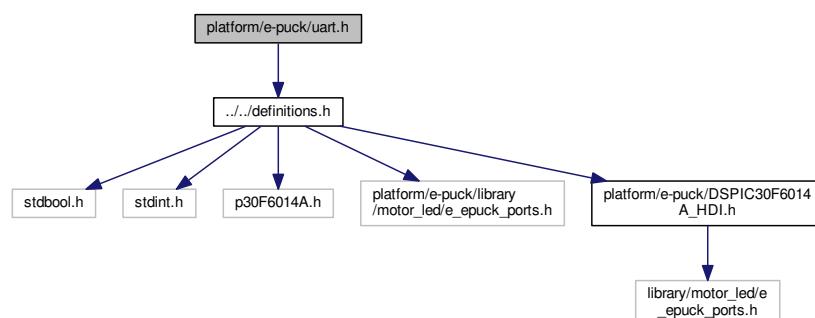 platform/e-puck/uart.h
../../definitions.h
stdbool.h
stdint.h
p30F6014A.h
platform/e-puck/library
/motor_led/e_epuck_ports.h
platform/e-puck/DSPIC30F6014
A_HDI.h
library/motor_led/e
_epuck_ports.h